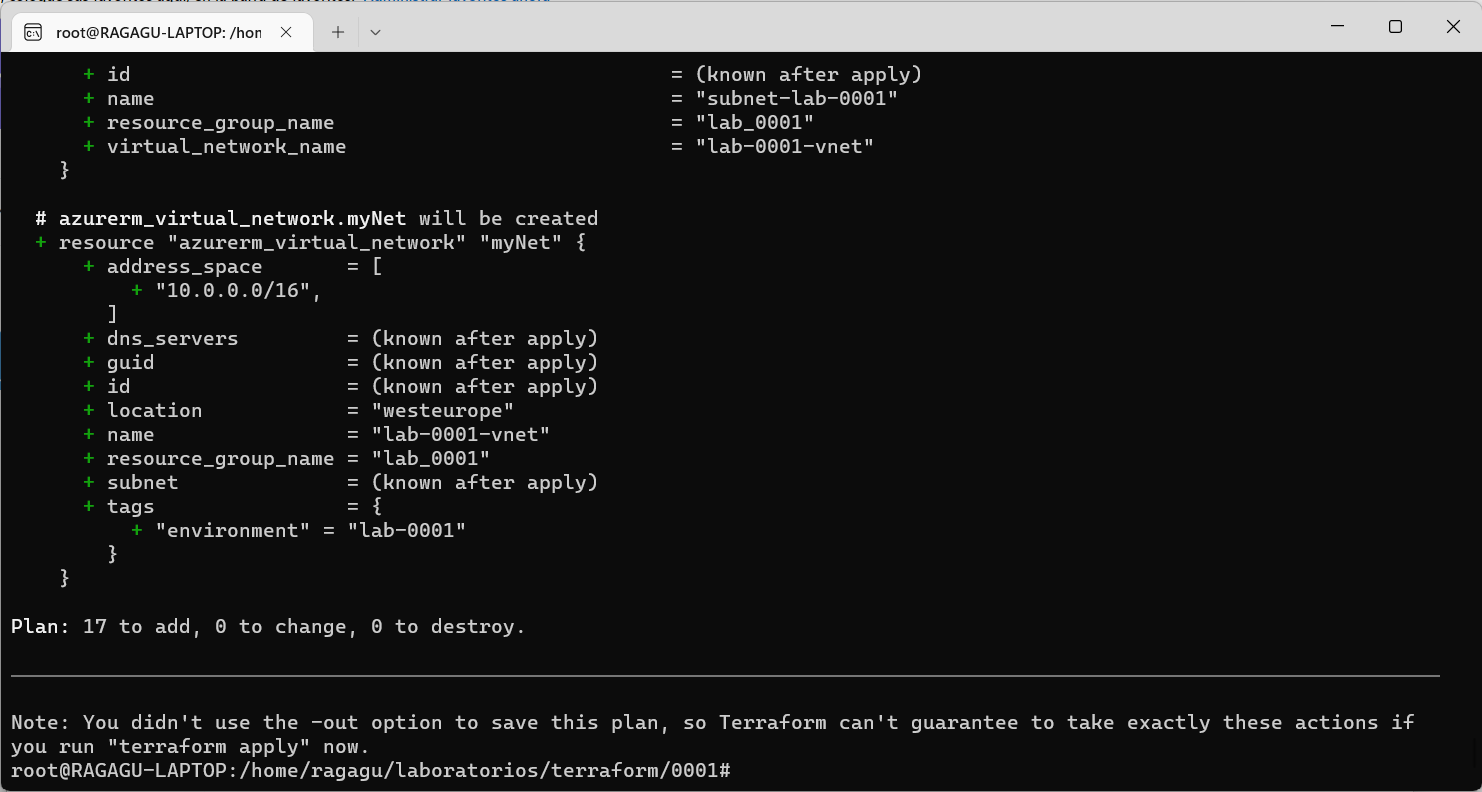 root@RAGAGU-LAPTOP: /hon
+ id = (known after apply)
+ name = "subnet-lab-0001"
+ resource_group_name = "lab_0001"
+ virtual_network_name = "lab-0001-vnet"
}
# azurerm_virtual_network.myNet will be created
+ resource "azurerm_virtual_network" "myNet" {
+ address_space = [
+ "10.0.0.0/16",
]
+ dns_servers = (known after apply)
+ guid = (known after apply)
+ id = (known after apply)
+ location = "westeurope"
+ name = "lab-0001-vnet"
+ resource_group_name = "lab_0001"
+ subnet = (known after apply)
+ tags = {
+ "environment" = "lab-0001"
}
}
Plan: 17 to add, 0 to change, 0 to destroy.
Note: You didn't use the -out option to save this plan, so Terraform can't guarantee to take exactly these actions if
you run "terraform apply" now.
root@RAGAGU-LAPTOP:/home/ragagu/laboratorios/terraform/0001#